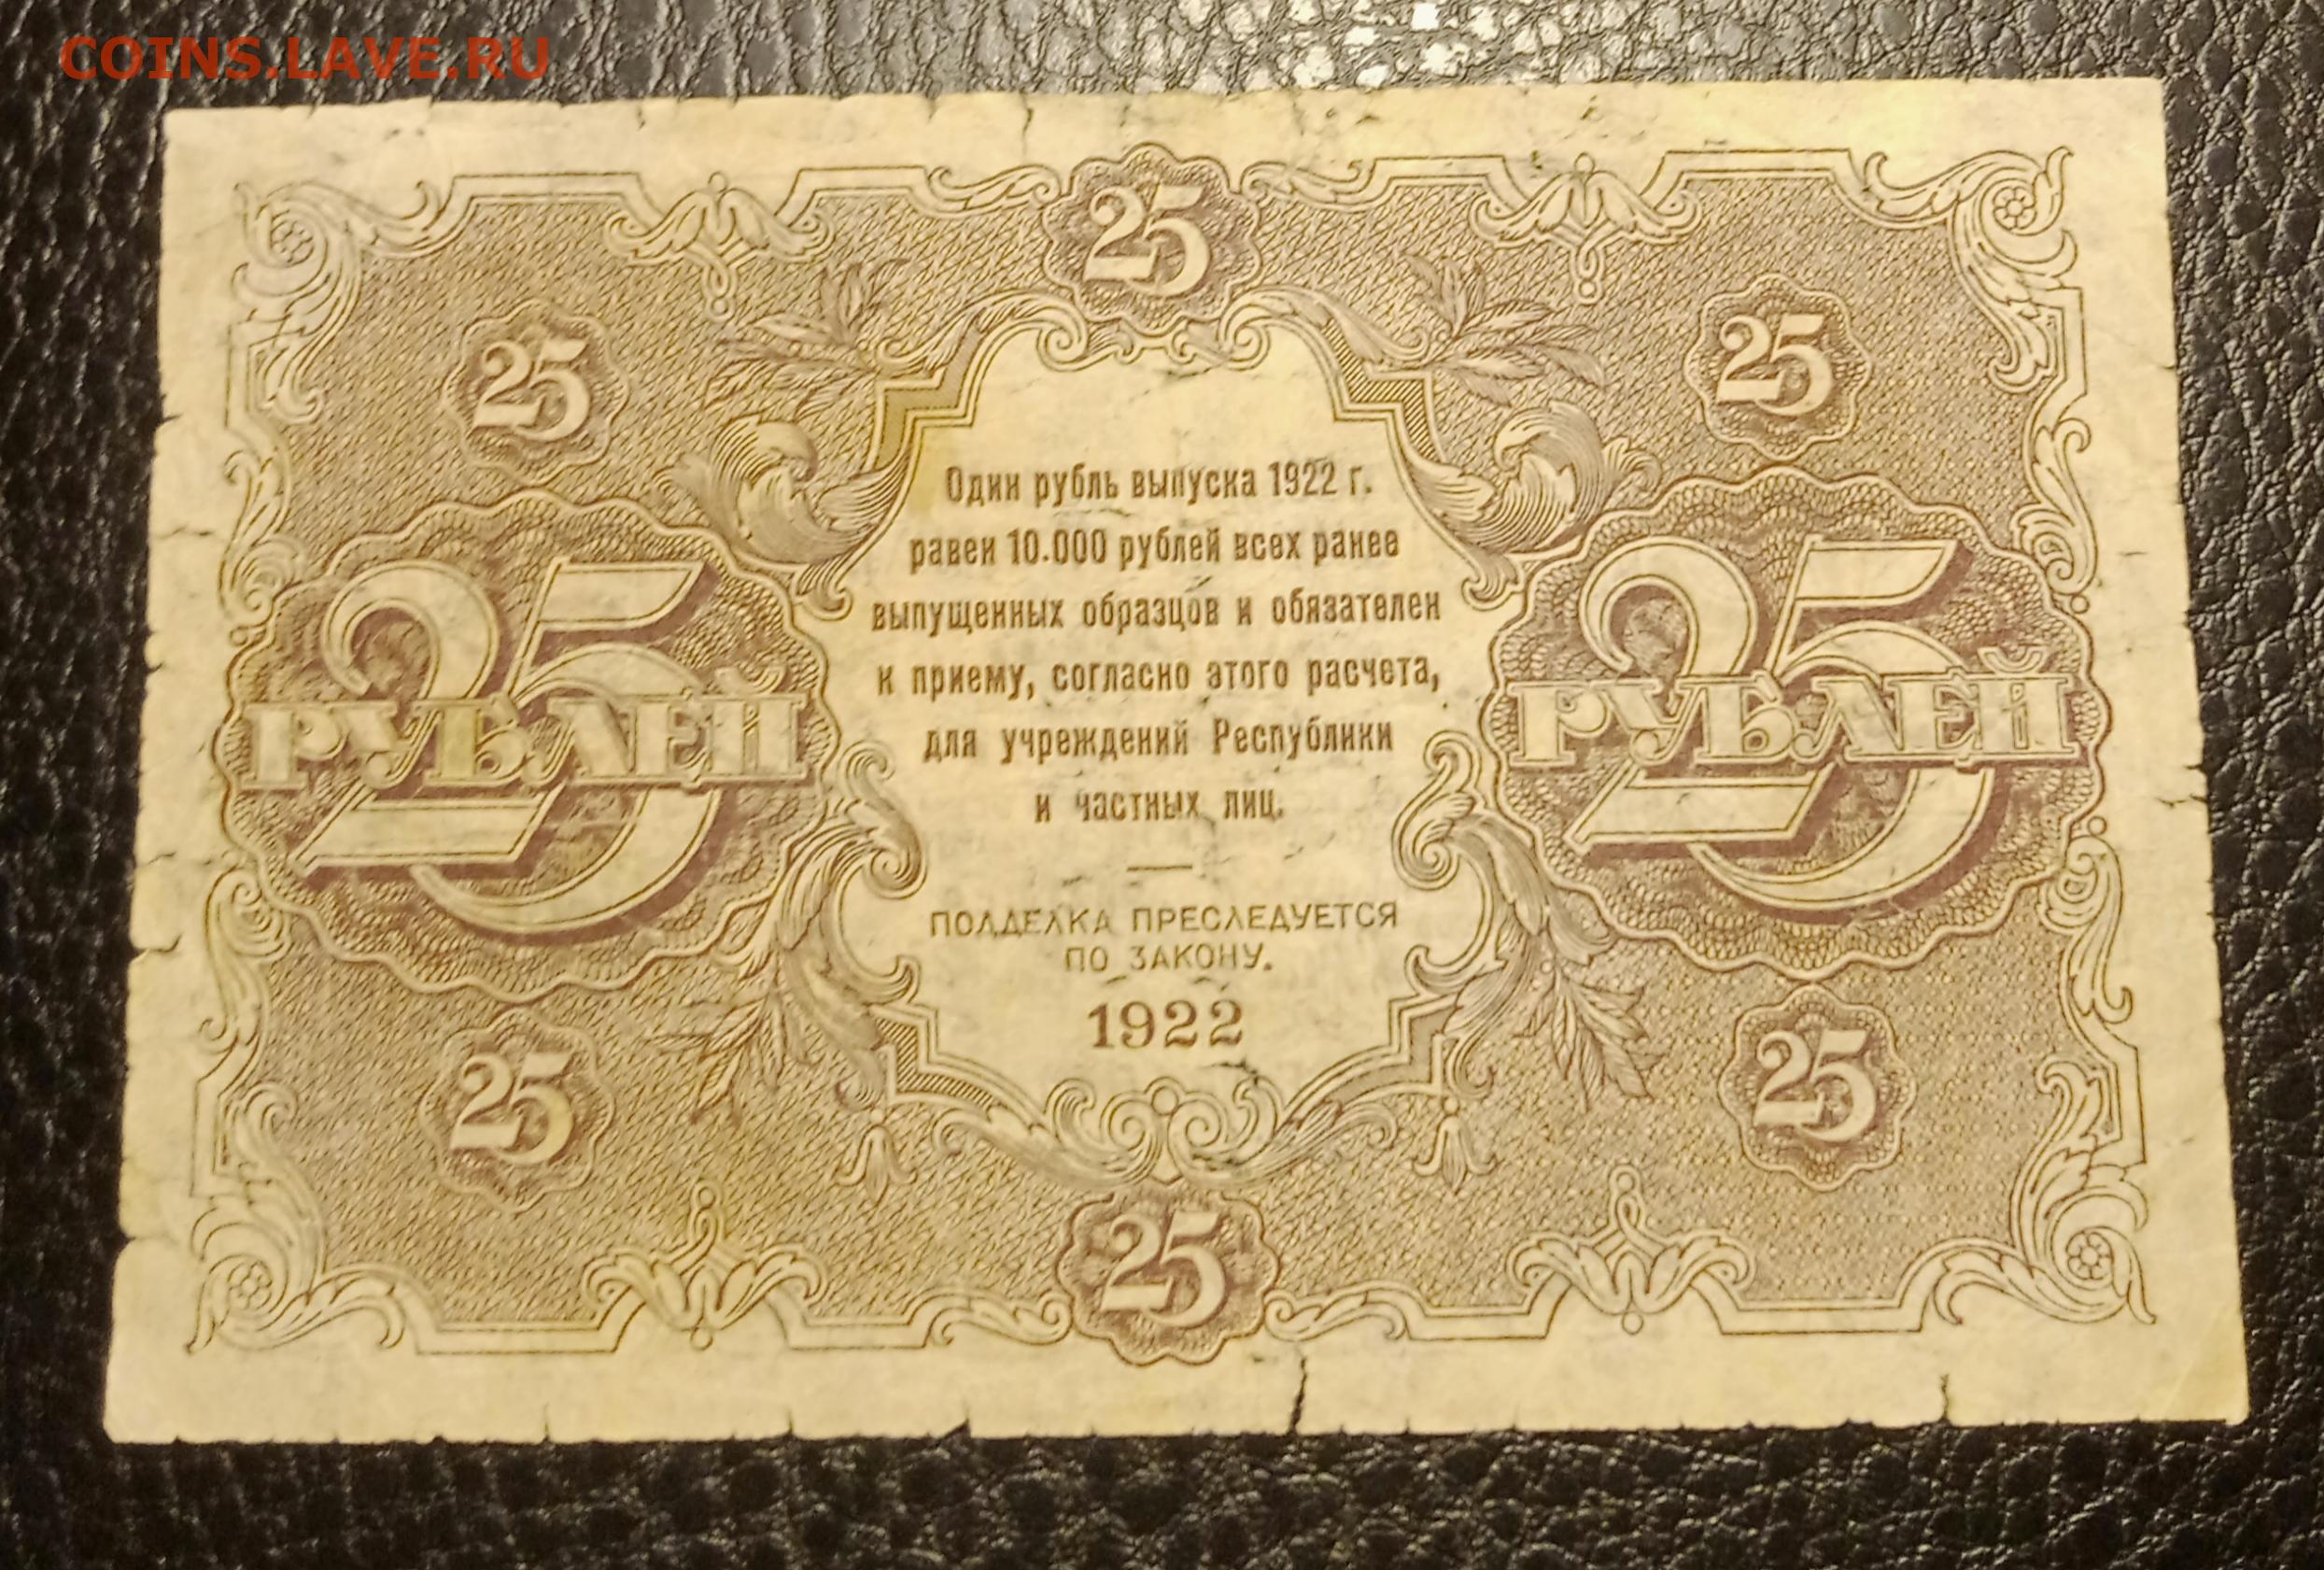 COINS.LAVE.RU
25
25
25
Один рубль выпуска 1922 г.
равен 10.000 рублей всех ранее
выпущенных образцов и обязателен
к приему, согласно этого расчета,
для учреждений Республики
и частных лиц.
25
РУБЛЕЙ
25
РУБЛЕЙ
ПОДДЕЛКА ПРЕСЛЕДУЕТСЯ
ПО ЗАКОНУ.
1922
25
25
25